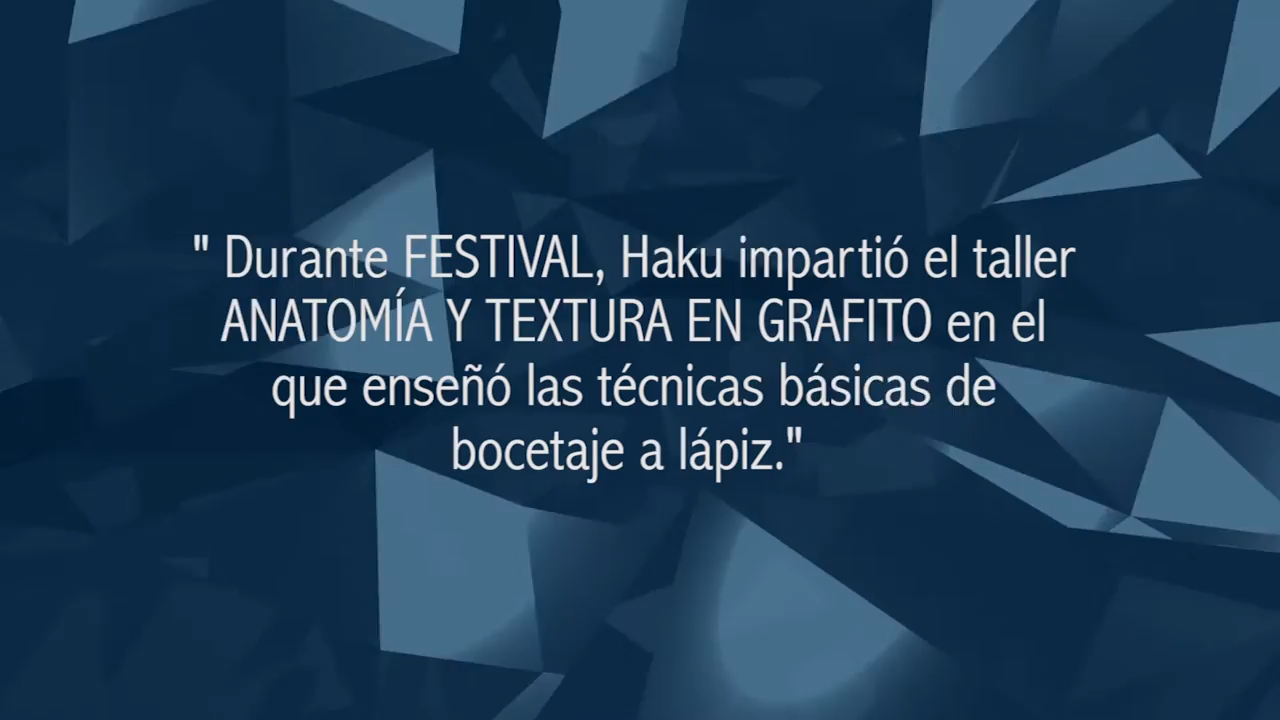 " Durante FESTIVAL, Haku impartió el taller
ANATOMÍA Y TEXTURA EN GRAFITO en el
que enseñó las técnicas básicas de
bocetaje a lápiz."